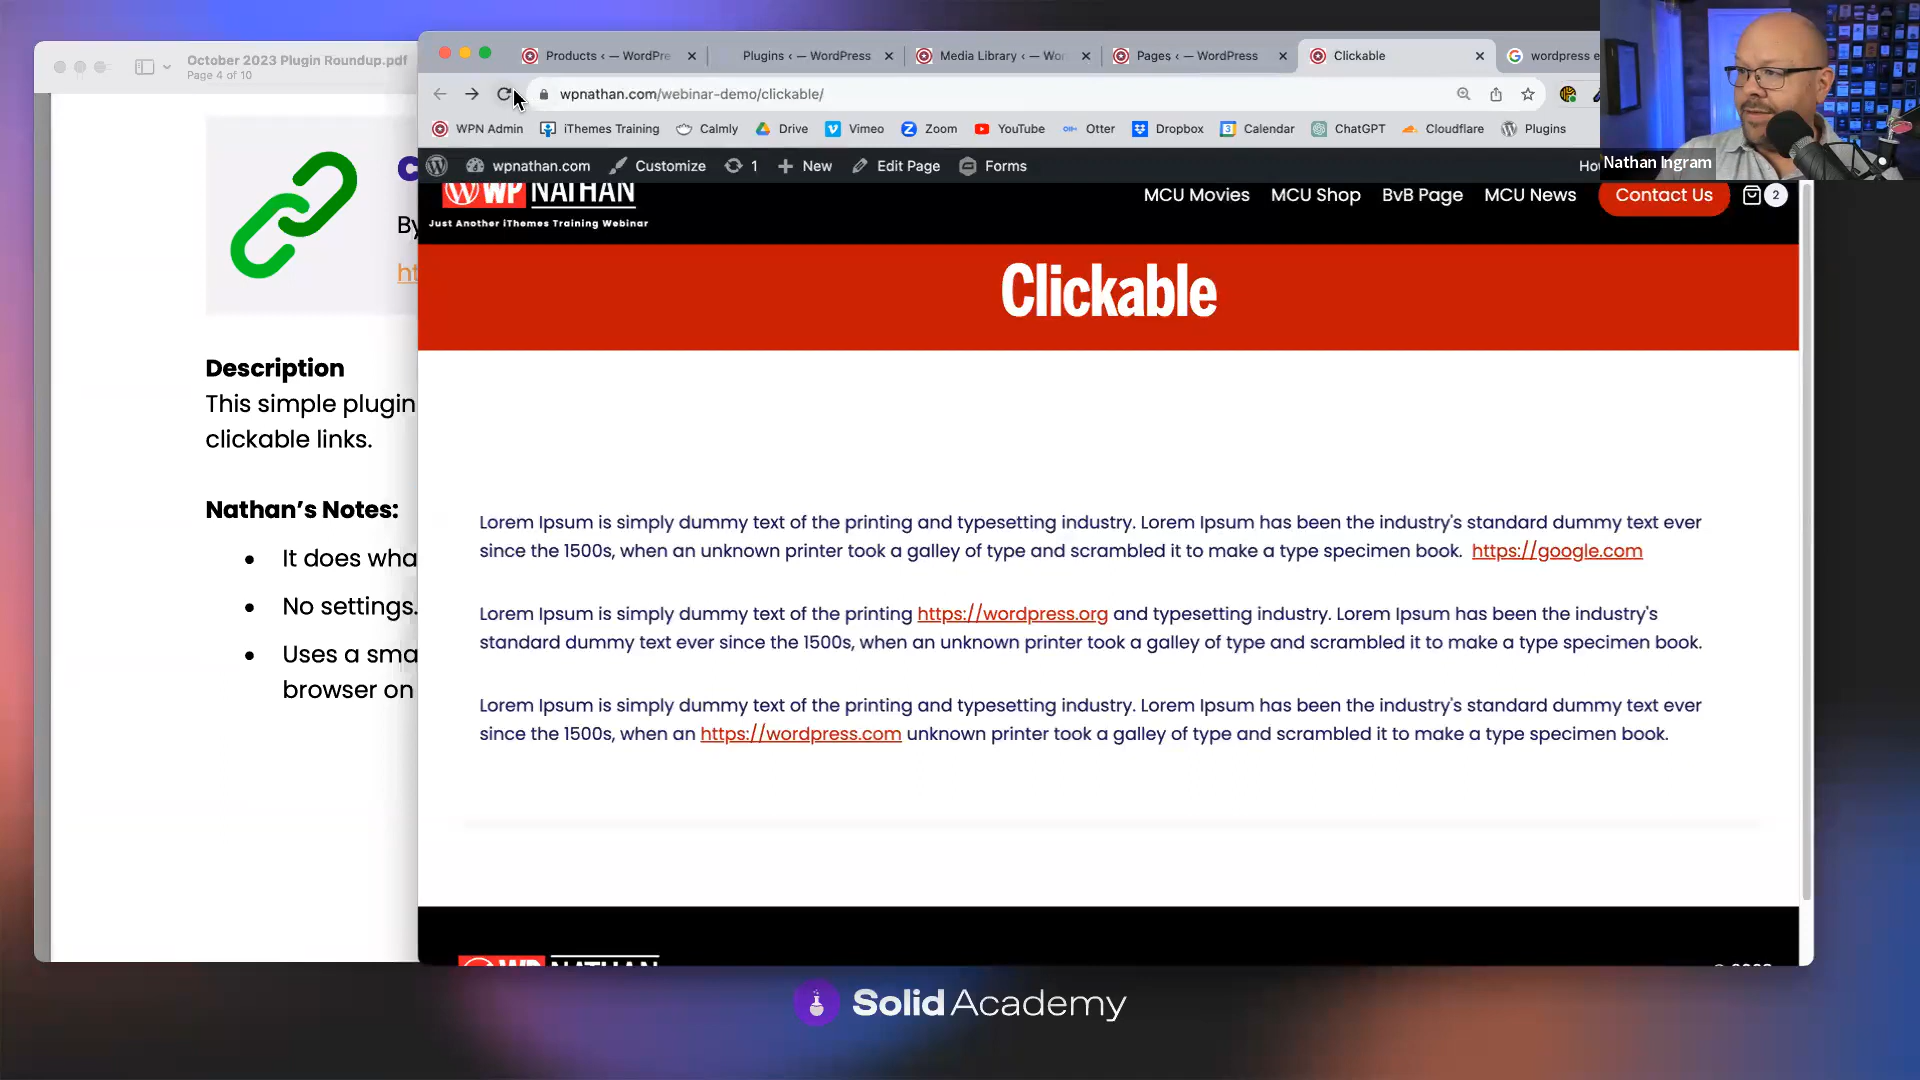 October 2023 Plugin Roundup.pdf
Page 4 of 10
By
ht
Description
This simple plugin
clickable links.
Nathan's Notes:
It does wha
No settings.
Uses a sma
browser on
Products ‹ — WordPre
Plugins ‹ — WordPress
Media Library ‹ — Wor
Pages ‹ — WordPress
Clickable
wordpress e
wpnathan.com/webinar-demo/clickable/
WPN Admin
iThemes Training
Calmly
Drive
Vimeo
Zoom
YouTube
Otter
Dropbox
Calendar
ChatGPT
Cloudflare
Plugins
wpnathan.com
Customize
1
New
Edit Page
Forms
Ho
Nathan Ingram
WP NATHAN
Just Another iThemes Training Webinar
MCU Movies
MCU Shop
BvB Page
MCU News
Contact Us
2
Clickable
Lorem Ipsum is simply dummy text of the printing and typesetting industry. Lorem Ipsum has been the industry's standard dummy text ever
since the 1500s, when an unknown printer took a galley of type and scrambled it to make a type specimen book. https://google.com
Lorem Ipsum is simply dummy text of the printing https://wordpress.org and typesetting industry. Lorem Ipsum has been the industry's
standard dummy text ever since the 1500s, when an unknown printer took a galley of type and scrambled it to make a type specimen book.
Lorem Ipsum is simply dummy text of the printing and typesetting industry. Lorem Ipsum has been the industry's standard dummy text ever
since the 1500s, when an https://wordpress.com unknown printer took a galley of type and scrambled it to make a type specimen book.
WP NATHAN
Solid Academy